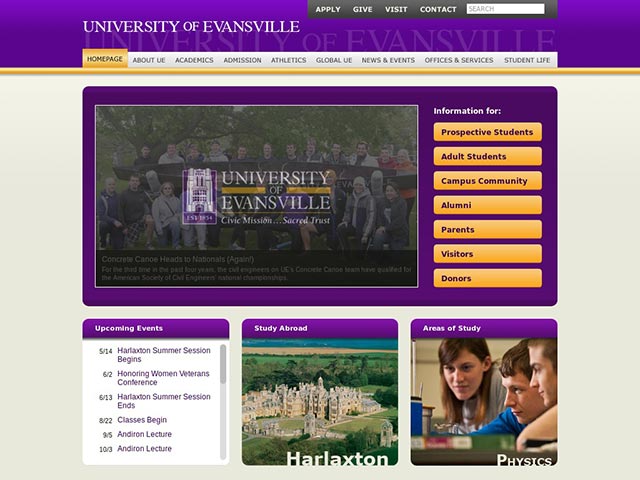 APPLY GIVE VISIT CONTACT SEARCH
UNIVERSITY OF EVANSVILLE
UNIVERSITY OF EVANSVILLE
HOMEPAGE ABOUT UE ACADEMICS ADMISSION ATHLETICS GLOBAL UE NEWS & EVENTS OFFICES & SERVICES STUDENT LIFE
UNIVERSITY
OF
EVANSVILLE
EST 1854
Civic Mission... Sacred Trust
Concrete Canoe Heads to Nationals (Again!)
For the third time in the past four years, the civil engineers on UE's Concrete Canoe team have qualified for
the American Society of Civil Engineers' national championships.
Information for:
Prospective Students
Adult Students
Campus Community
Alumni
Parents
Visitors
Donors
Upcoming Events
5/14 Harlaxton Summer Session
Begins
6/2 Honoring Women Veterans
Conference
6/13 Harlaxton Summer Session
Ends
8/22 Classes Begin
9/5 Andiron Lecture
10/3 Andiron Lecture
Study Abroad
Harlaxton
Areas of Study
PHYSICS